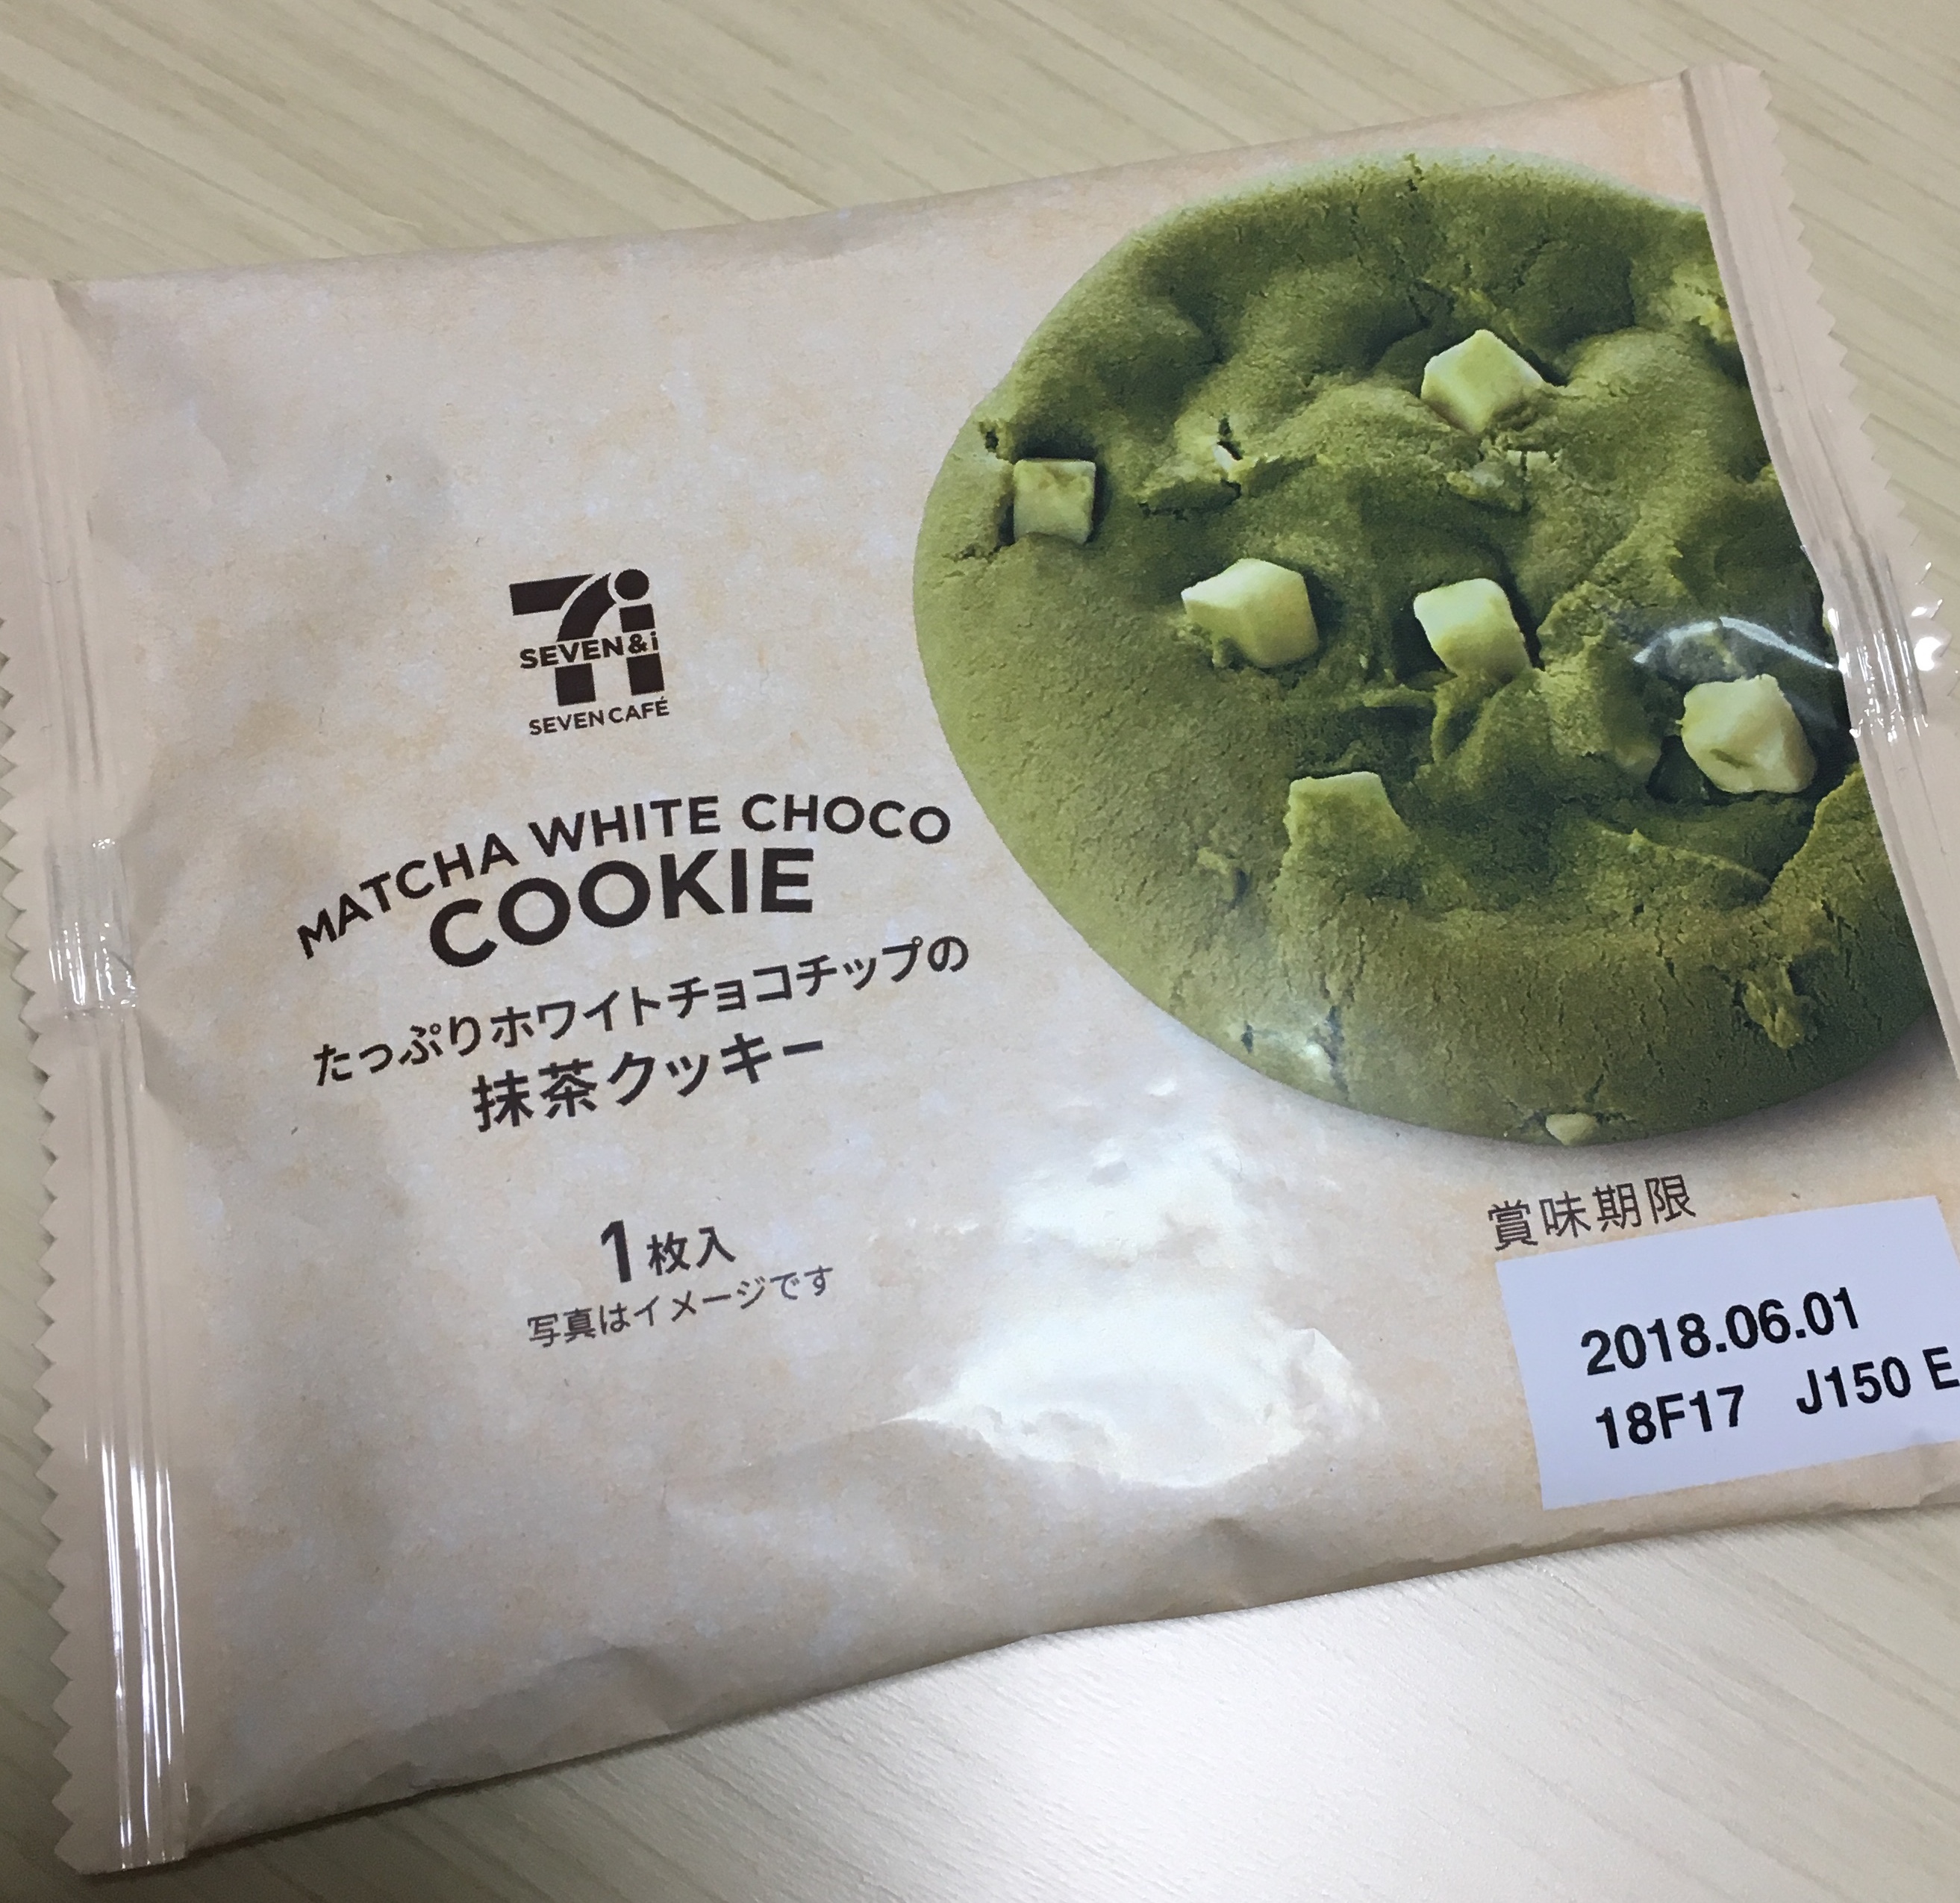 SEVEN&i
SEVEN CAFÉ
MATCHA WHITE CHOCO
COOKIE
たっぷりホワイトチョコチップの
抹茶クッキー
1枚入
写真はイメージです
賞味期限
2018.06.01
18F17 J150 E